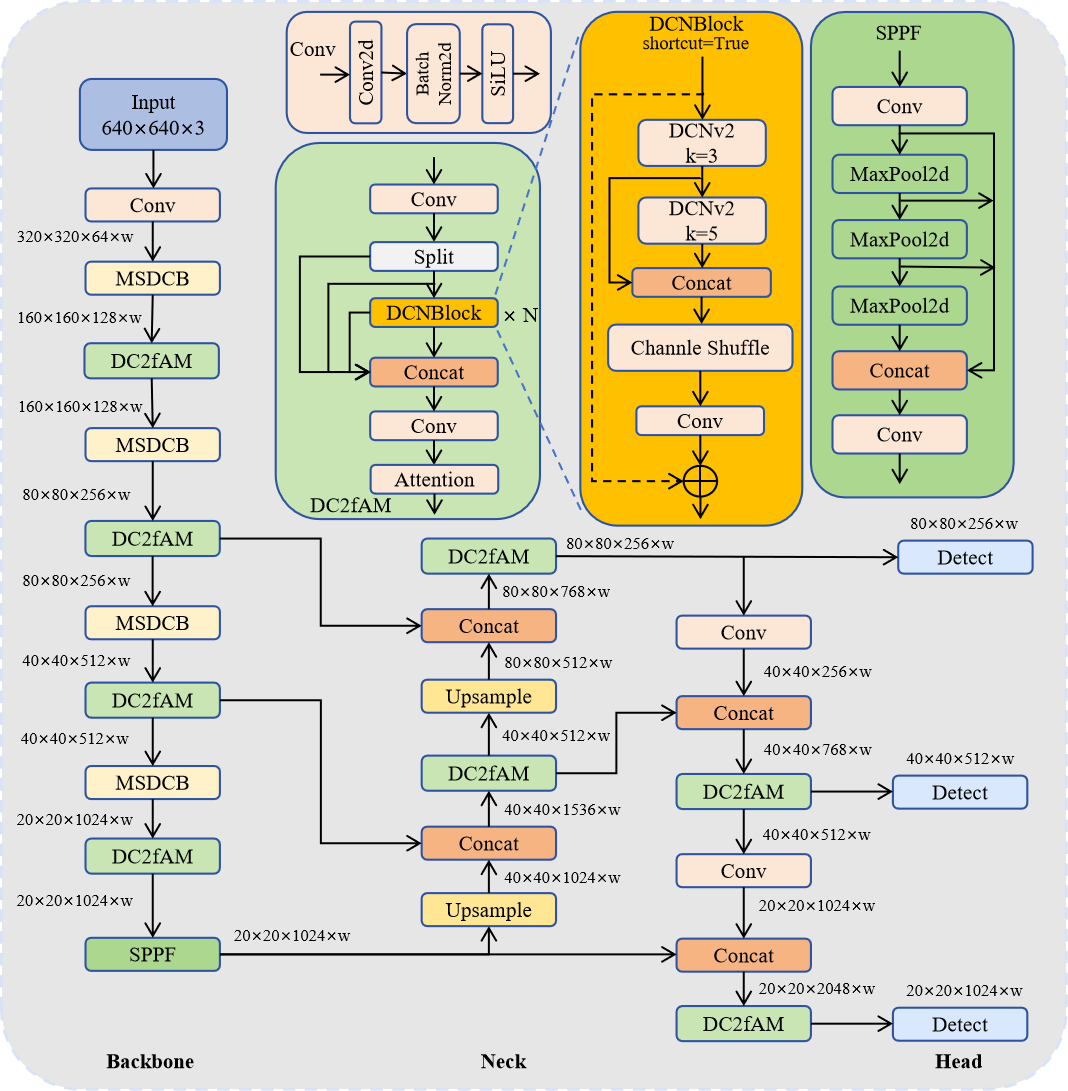 Input
640×640×3
Conv
320×320×64×w
MSDCB
160×160×128×w
DC2fAM
160×160×128×w
MSDCB
80×80×256×w
DC2fAM
80×80×256×w
MSDCB
40×40×512×w
DC2fAM
40×40×512×w
MSDCB
20×20×1024×w
DC2fAM
20×20×1024×w
SPPF
20×20×1024×w
Backbone
Conv
Conv2d
Batch
Norm2d
SiLU
Conv
Split
DCNBlock
× N
Concat
Conv
Attention
DC2fAM
DCNBlock
shortcut=True
DCNv2
k=3
DCNv2
k=5
Concat
Channle Shuffle
Conv
SPPF
Conv
MaxPool2d
MaxPool2d
MaxPool2d
Concat
Conv
DC2fAM
80×80×256×w
80×80×768×w
Concat
80×80×512×w
Upsample
40×40×512×w
DC2fAM
40×40×1536×w
Concat
40×40×1024×w
Upsample
Neck
Conv
40×40×256×w
Concat
40×40×768×w
DC2fAM
40×40×512×w
Conv
20×20×1024×w
Concat
20×20×2048×w
DC2fAM
80×80×256×w
Detect
40×40×512×w
Detect
20×20×1024×w
Detect
Head